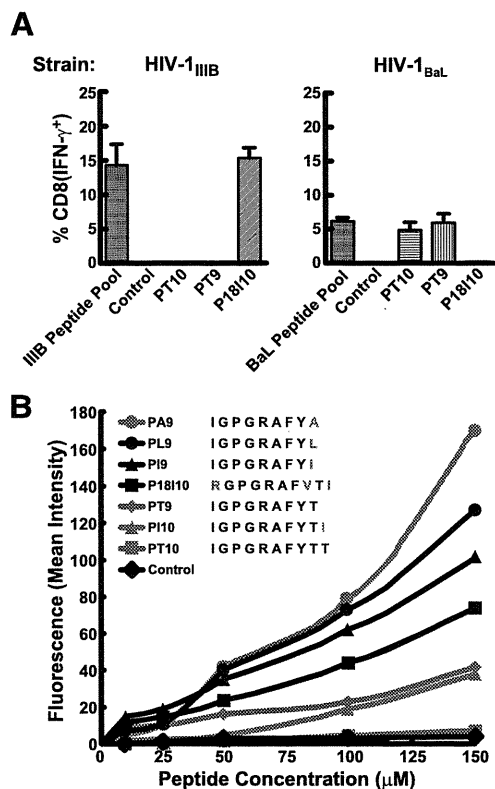 A
Strain: HIV-1IIIB HIV-1BaL
% CD8(IFN-γ+)
25
20
15
10
5
0
IIIB Peptide Pool
Control
PT10
PT9
P18I10
25
20
15
10
5
0
BaL Peptide Pool
Control
PT10
PT9
P18I10
B
Fluorescence (Mean Intensity)
180
160
140
120
100
80
60
40
20
0
PA9 IGPGRAFYA
PL9 IGPGRAFYL
PI9 IGPGRAFYI
P18I10 RGPGRAFVTI
PT9 IGPGRAFYT
PI10 IGPGRAFYTI
PT10 IGPGRAFYTT
Control
0 25 50 75 100 125 150
Peptide Concentration (μM)